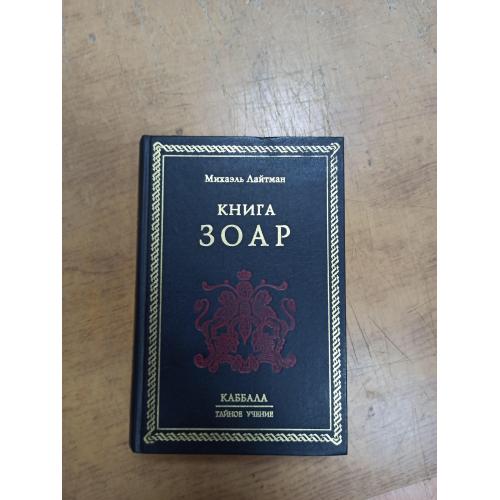 Михаэль Лайтман
КНИГА
ЗОАР
КАББАЛА
ТАЙНОЕ УЧЕНИЕ